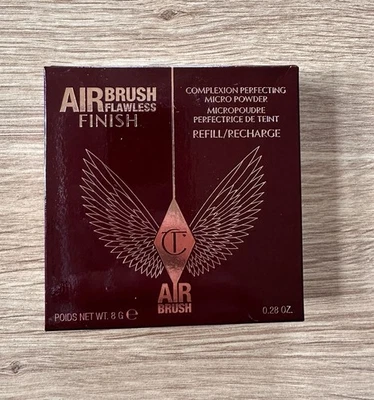 AIRBRUSH
FLAWLESS
FINISH
COMPLEXION PERFECTING
MICRO POWDER
MICROPOUDRE
PERFECTRICE DE TEINT
REFILL/RECHARGE
CT
AIR
BRUSH
POIDS NET WT. 8 G ℮
0.28 OZ.